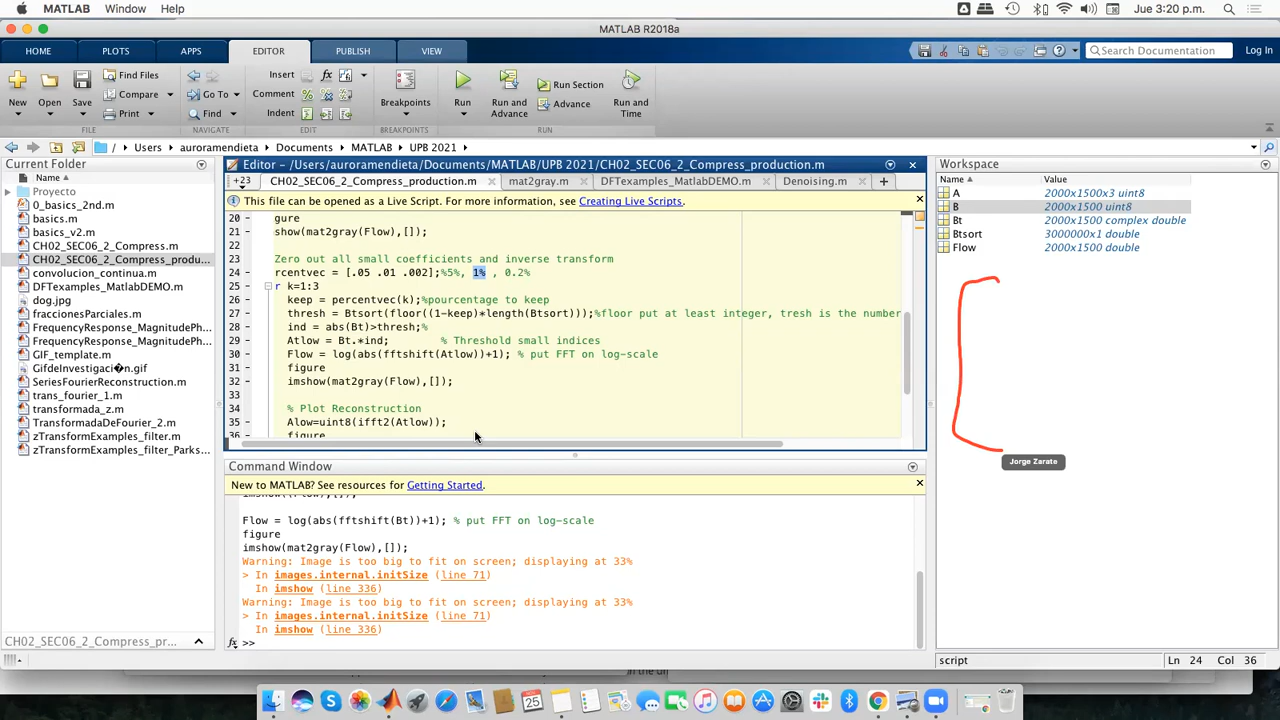 MATLAB Window Help Jue 3:20 p.m.
MATLAB R2018a
HOME PLOTS APPS EDITOR PUBLISH VIEW Search Documentation Log In
New Open Save Find Files Compare Print Go To Find Insert fx Comment Indent Breakpoints Run Run and Advance Run Section Advance Run and Time
FILE NAVIGATE EDIT BREAKPOINTS RUN
/ Users auroramendieta Documents MATLAB UPB 2021
Current Folder
Name
Proyecto
0_basics_2nd.m
basics.m
basics_v2.m
CH02_SEC06_2_Compress.m
CH02_SEC06_2_Compress_produ...
convolucion_continua.m
DFTexamples_MatlabDEMO.m
dog.jpg
fraccionesParciales.m
FrequencyResponse_MagnitudePh...
FrequencyResponse_MagnitudePh...
GIF_template.m
GifdeInvestigaci�n.gif
SeriesFourierReconstruction.m
trans_fourier_1.m
transformada_z.m
TransformadaDeFourier_2.m
zTransformExamples_filter.m
zTransformExamples_filter_Parks...
CH02_SEC06_2_Compress_pr...
Editor - /Users/auroramendieta/Documents/MATLAB/UPB 2021/CH02_SEC06_2_Compress_production.m
+23 CH02_SEC06_2_Compress_production.m mat2gray.m DFTexamples_MatlabDEMO.m Denoising.m
This file can be opened as a Live Script. For more information, see Creating Live Scripts.
20 gure
21 - show(mat2gray(Flow),[]);
22
23 Zero out all small coefficients and inverse transform
24 - rcentvec = [.05 .01 .002];%5%, 1% , 0.2%
25 - r k=1:3
26 - keep = percentvec(k);%pourcentage to keep
27 - thresh = Btsort(floor((1-keep)*length(Btsort)));%floor put at least integer, tresh is the number
28 - ind = abs(Bt)>thresh;%
29 - Atlow = Bt.*ind; % Threshold small indices
30 - Flow = log(abs(fftshift(Atlow))+1); % put FFT on log-scale
31 - figure
32 - imshow(mat2gray(Flow),[]);
33
34 % Plot Reconstruction
35 - Alow=uint8(ifft2(Atlow));
36 - figure
Command Window
New to MATLAB? See resources for Getting Started.
imshow((Flow),[]);
Flow = log(abs(fftshift(Bt))+1); % put FFT on log-scale
figure
imshow(mat2gray(Flow),[]);
Warning: Image is too big to fit on screen; displaying at 33%
> In images.internal.initSize (line 71)
In imshow (line 336)
Warning: Image is too big to fit on screen; displaying at 33%
> In images.internal.initSize (line 71)
In imshow (line 336)
fx >>
Workspace
Name Value
A 2000x1500x3 uint8
B 2000x1500 uint8
Bt 2000x1500 complex double
Btsort 3000000x1 double
Flow 2000x1500 double
Jorge Zarate
script Ln 24 Col 36